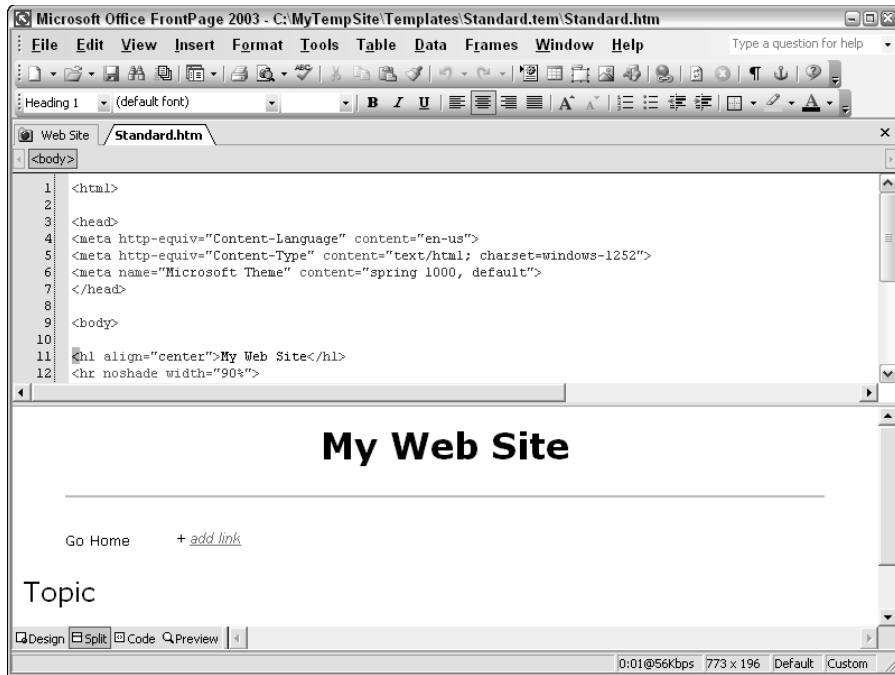 Microsoft Office FrontPage 2003 - C:\MyTempSite\Templates\Standard.tem\Standard.htm
File Edit View Insert Format Tools Table Data Frames Window Help Type a question for help
Heading 1 (default font) B I U A A A
Web Site Standard.htm
<body>
1 <html>
2
3 <head>
4 <meta http-equiv="Content-Language" content="en-us">
5 <meta http-equiv="Content-Type" content="text/html; charset=windows-1252">
6 <meta name="Microsoft Theme" content="spring 1000, default">
7 </head>
8
9 <body>
10
11 <h1 align="center">My Web Site</h1>
12 <hr noshade width="90%">
My Web Site
Go Home + add link
Topic
Design Split Code Preview
0:01@56Kbps 773 x 196 Default Custom